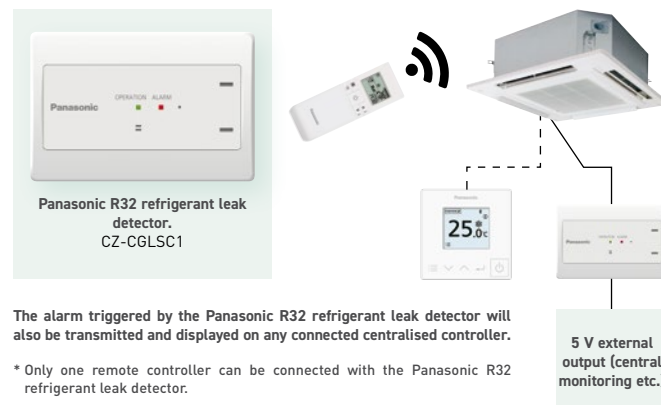 Panasonic
OPERATION ALARM
Panasonic R32 refrigerant leak
detector.
CZ-CGLSC1
Panasonic
25.0c
Panasonic
The alarm triggered by the Panasonic R32 refrigerant leak detector will
also be transmitted and displayed on any connected centralised controller.
* Only one remote controller can be connected with the Panasonic R32
refrigerant leak detector.
5 V external
output (central
monitoring etc.